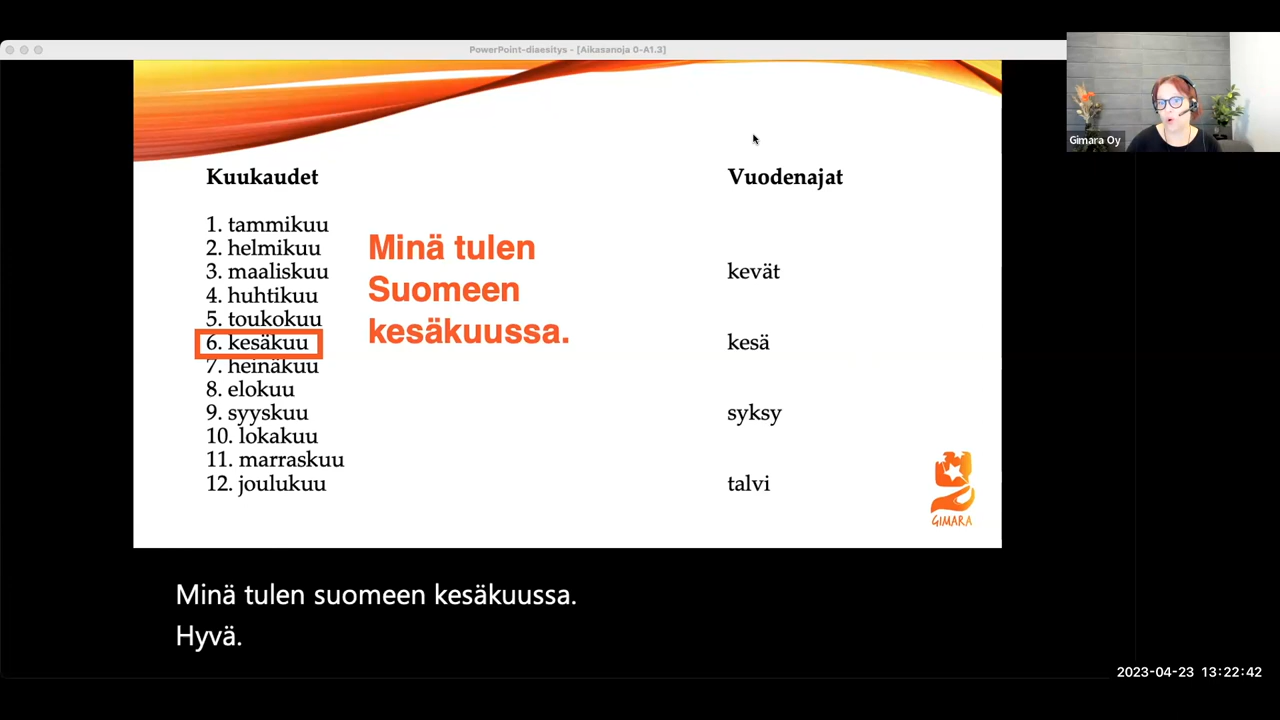 PowerPoint-diaesitys - [Aikasanoja 0-A1.3]
Gimara Oy
Kuukaudet
1. tammikuu
2. helmikuu
3. maaliskuu
4. huhtikuu
5. toukokuu
6. kesäkuu
7. heinäkuu
8. elokuu
9. syyskuu
10. lokakuu
11. marraskuu
12. joulukuu
Minä tulen
Suomeen
kesäkuussa.
Vuodenajat
kevät
kesä
syksy
talvi
GIMARA
Minä tulen suomeen kesäkuussa.
Hyvä.
2023-04-23 13:22:42